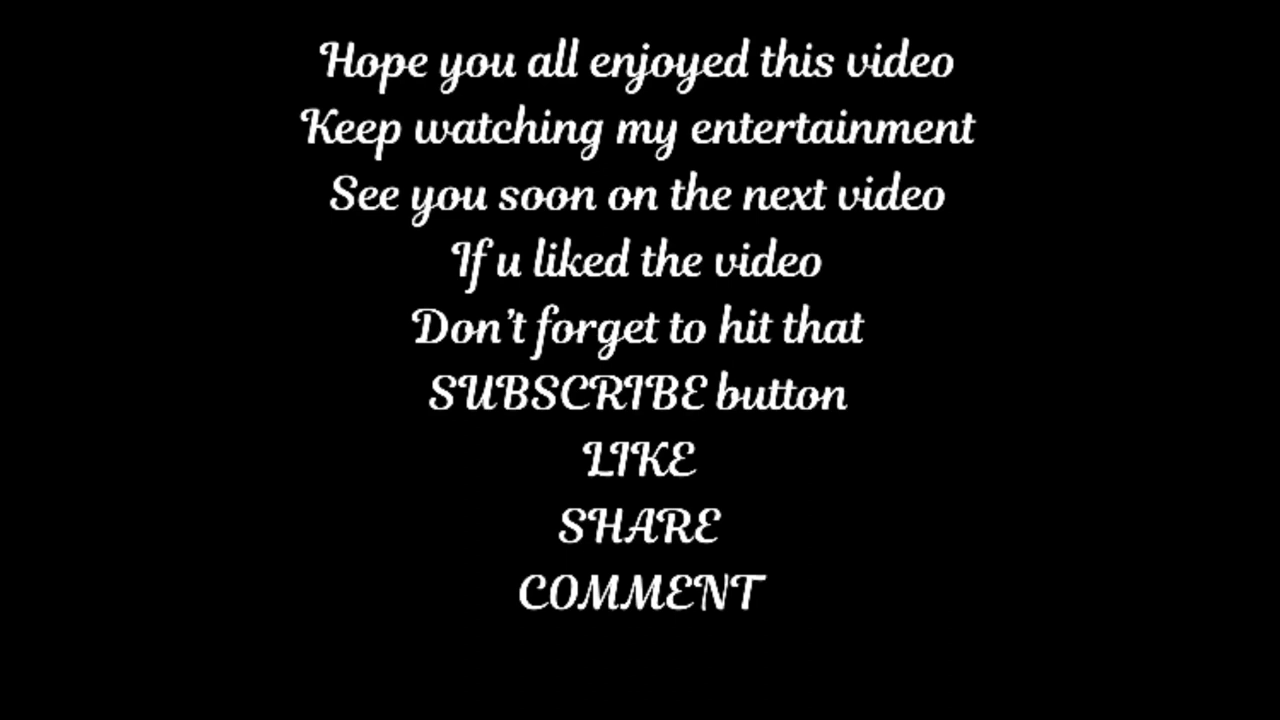 Hope you all enjoyed this video
Keep watching my entertainment
See you soon on the next video
If u liked the video
Don't forget to hit that
SUBSCRIBE button
LIKE
SHARE
COMMENT